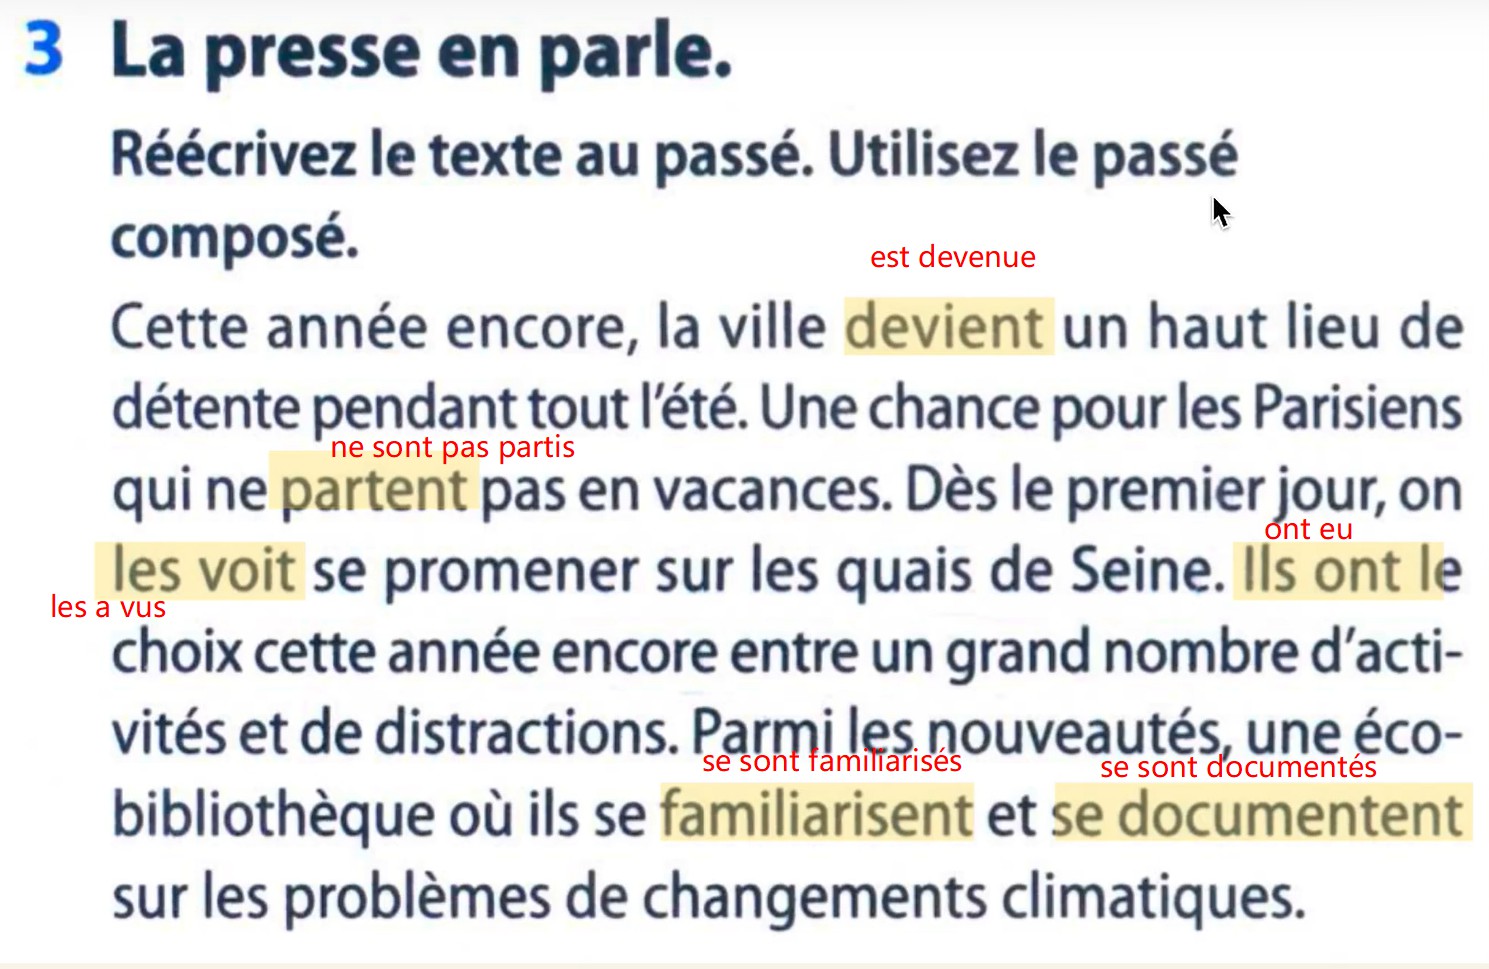 3 La presse en parle.
Réécrivez le texte au passé. Utilisez le passé
composé.
est devenue
Cette année encore, la ville devient un haut lieu de
détente pendant tout l'été. Une chance pour les Parisiens
ne sont pas partis
qui ne partent pas en vacances. Dès le premier jour, on
ont eu
les voit se promener sur les quais de Seine. Ils ont le
les a vus
choix cette année encore entre un grand nombre d'acti-
vités et de distractions. Parmi les nouveautés, une éco-
se sont familiarisés se sont documentés
bibliothèque où ils se familiarisent et se documentent
sur les problèmes de changements climatiques.